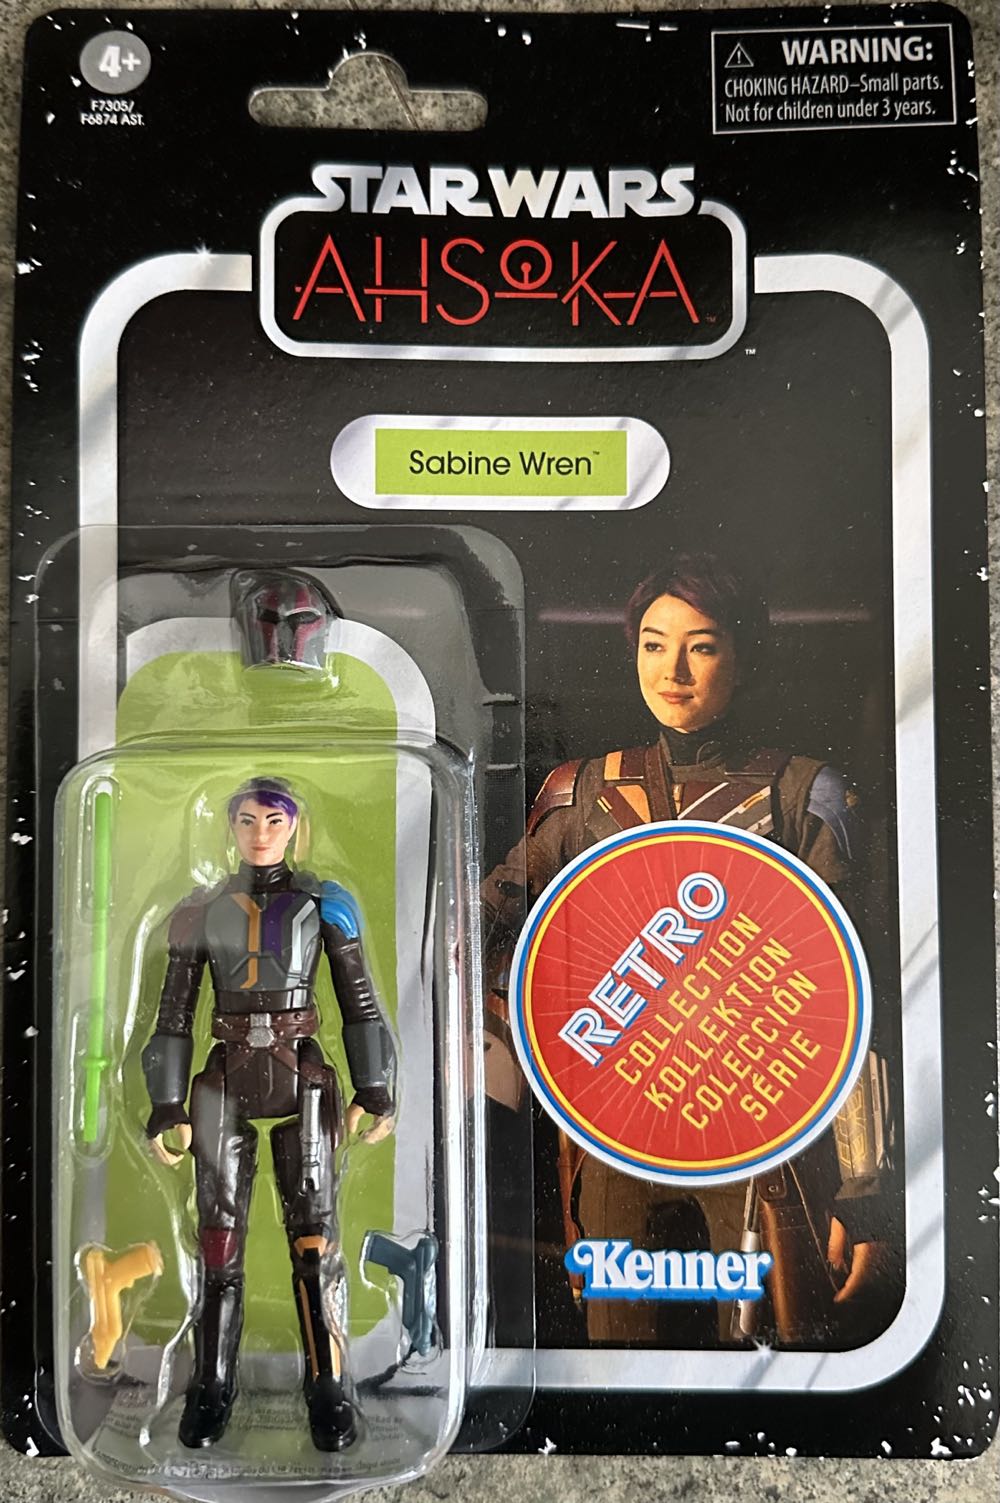 4+
F7305/
F6874 AST.
⚠ WARNING:
CHOKING HAZARD–Small parts.
Not for children under 3 years.
STAR WARS
AHSOKA™
™
Sabine Wren™
RETRO
COLLECTION
KOLLEKTION
COLECCIÓN
SÉRIE
Kenner